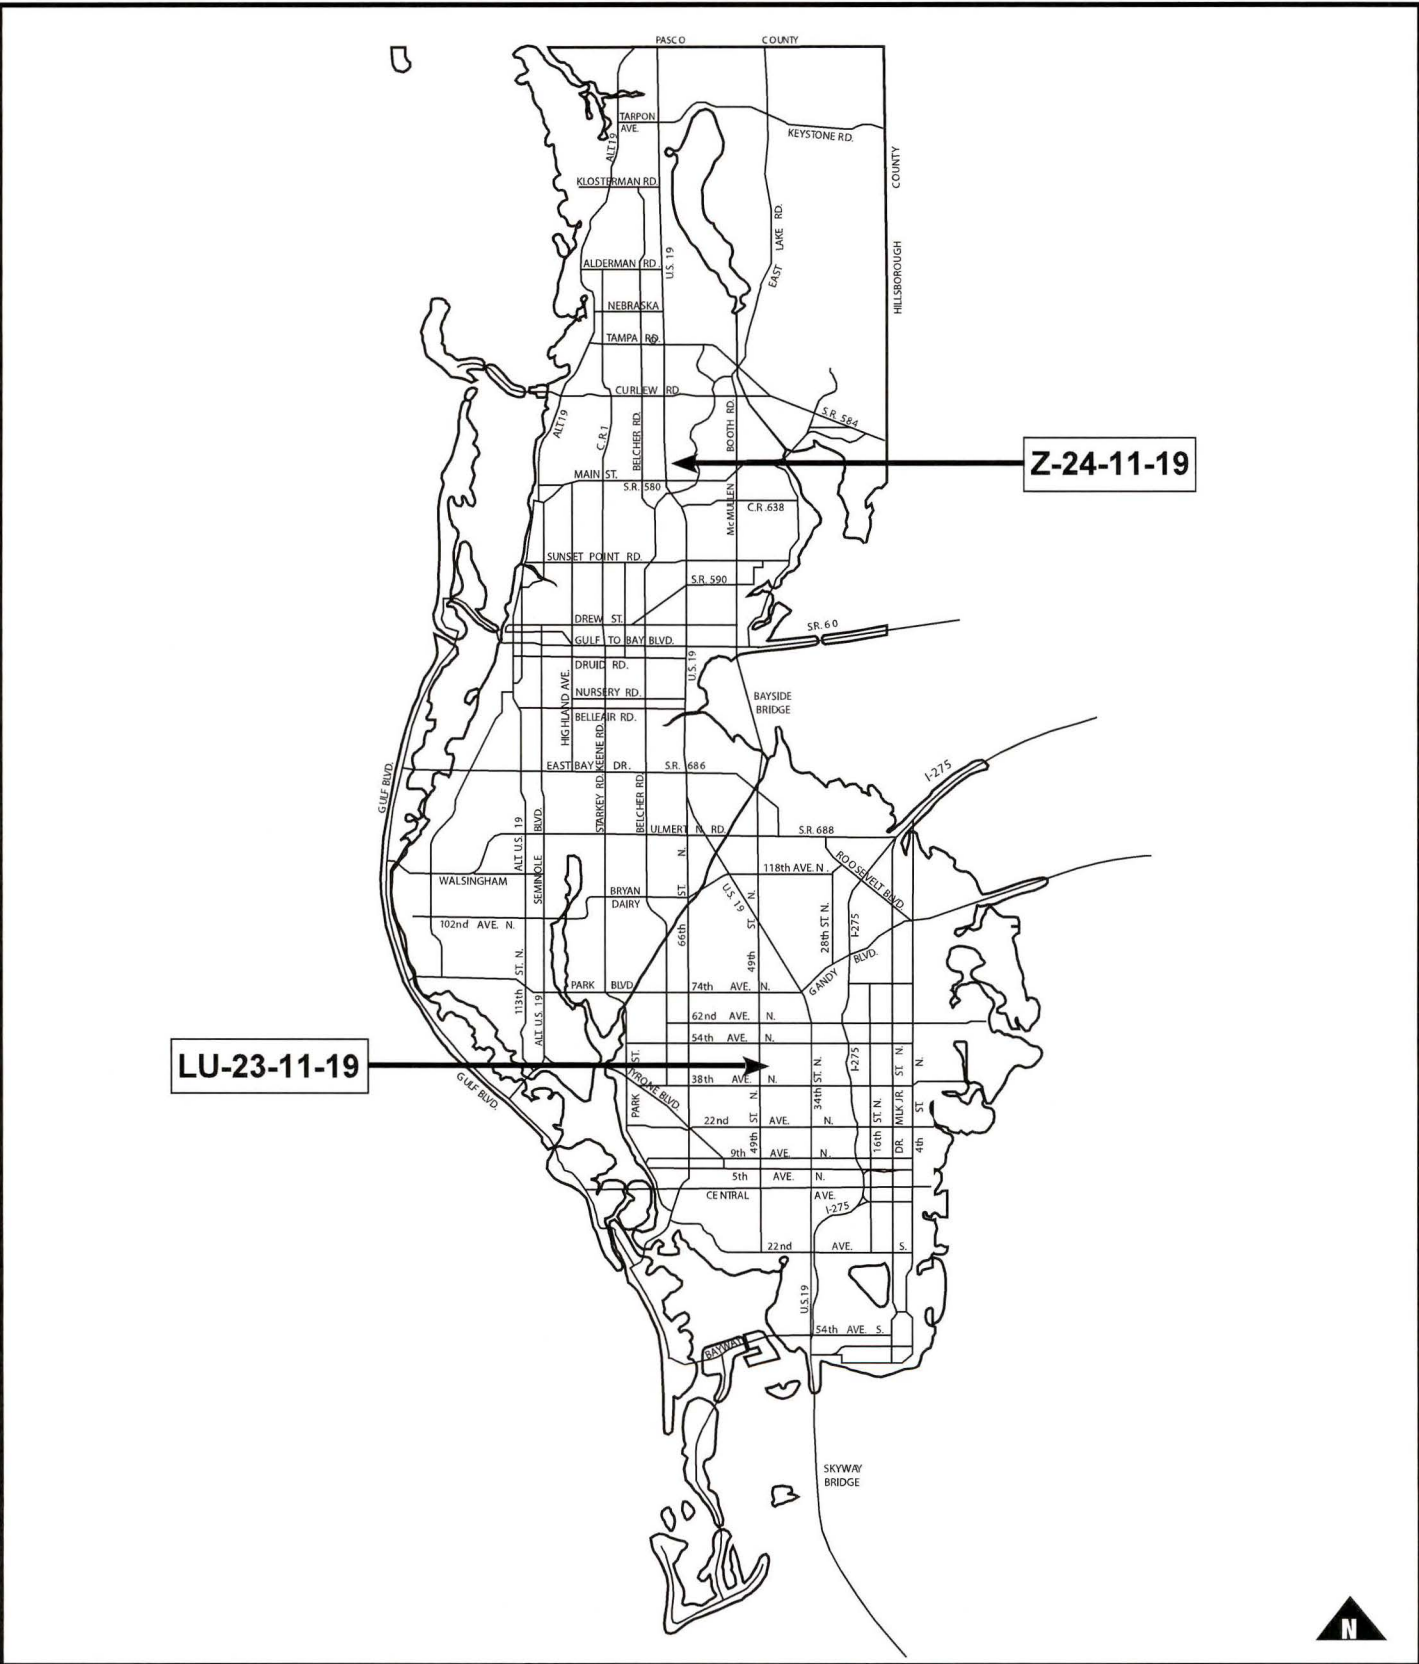 PASCO COUNTY
TARPON
AVE.
KEYSTONE RD.
ALT 19
COUNTY
KLOSTERMAN RD.
EAST LAKE RD.
U.S. 19
HILLSBOROUGH
ALDERMAN RD.
NEBRASKA
TAMPA RD.
CURLEW RD
ALT 19
C.R 1
BELCHER RD.
McMULLEN BOOTH RD.
S.R. 584
Z-24-11-19
MAIN ST.
S.R. 580
C.R.638
SUNSET POINT RD.
S.R. 590
DREW ST.
S.R. 60
GULF TO BAY BLVD.
DRUID RD.
U.S. 19
HIGHLAND AVE.
NURSERY RD.
BAYSIDE
BRIDGE
BELLEAIR RD.
GULF BLVD.
EAST BAY DR. S.R. 686
I-275
STARKEY RD.
KEENE RD.
BELCHER RD.
ALT U.S. 19
SEMINOLE BLVD.
ULMERTN RD.
S.R. 688
WALSINGHAM
118th AVE. N.
ROOSEVELT BLVD.
BRYAN
DAIRY
U.S. 19
102nd AVE. N.
66th ST. N.
49th ST. N.
28th ST. N.
I-275
GANDY BLVD.
113th ST. N.
ALT U.S. 19
PARK BLVD.
74th AVE. N.
62nd AVE. N.
54th AVE. N.
LU-23-11-19
38th AVE. N.
GULF BLVD.
PARK ST.
TYRONE BLVD.
34th ST. N.
I-275
49th ST. N.
16th ST. N.
DR. MLK JR. ST. N.
4th ST N.
22nd AVE. N.
9th AVE. N.
5th AVE. N.
CENTRAL AVE.
I-275
22nd AVE. S.
U.S.19
54th AVE. S.
BAYWAY
SKYWAY
BRIDGE
N